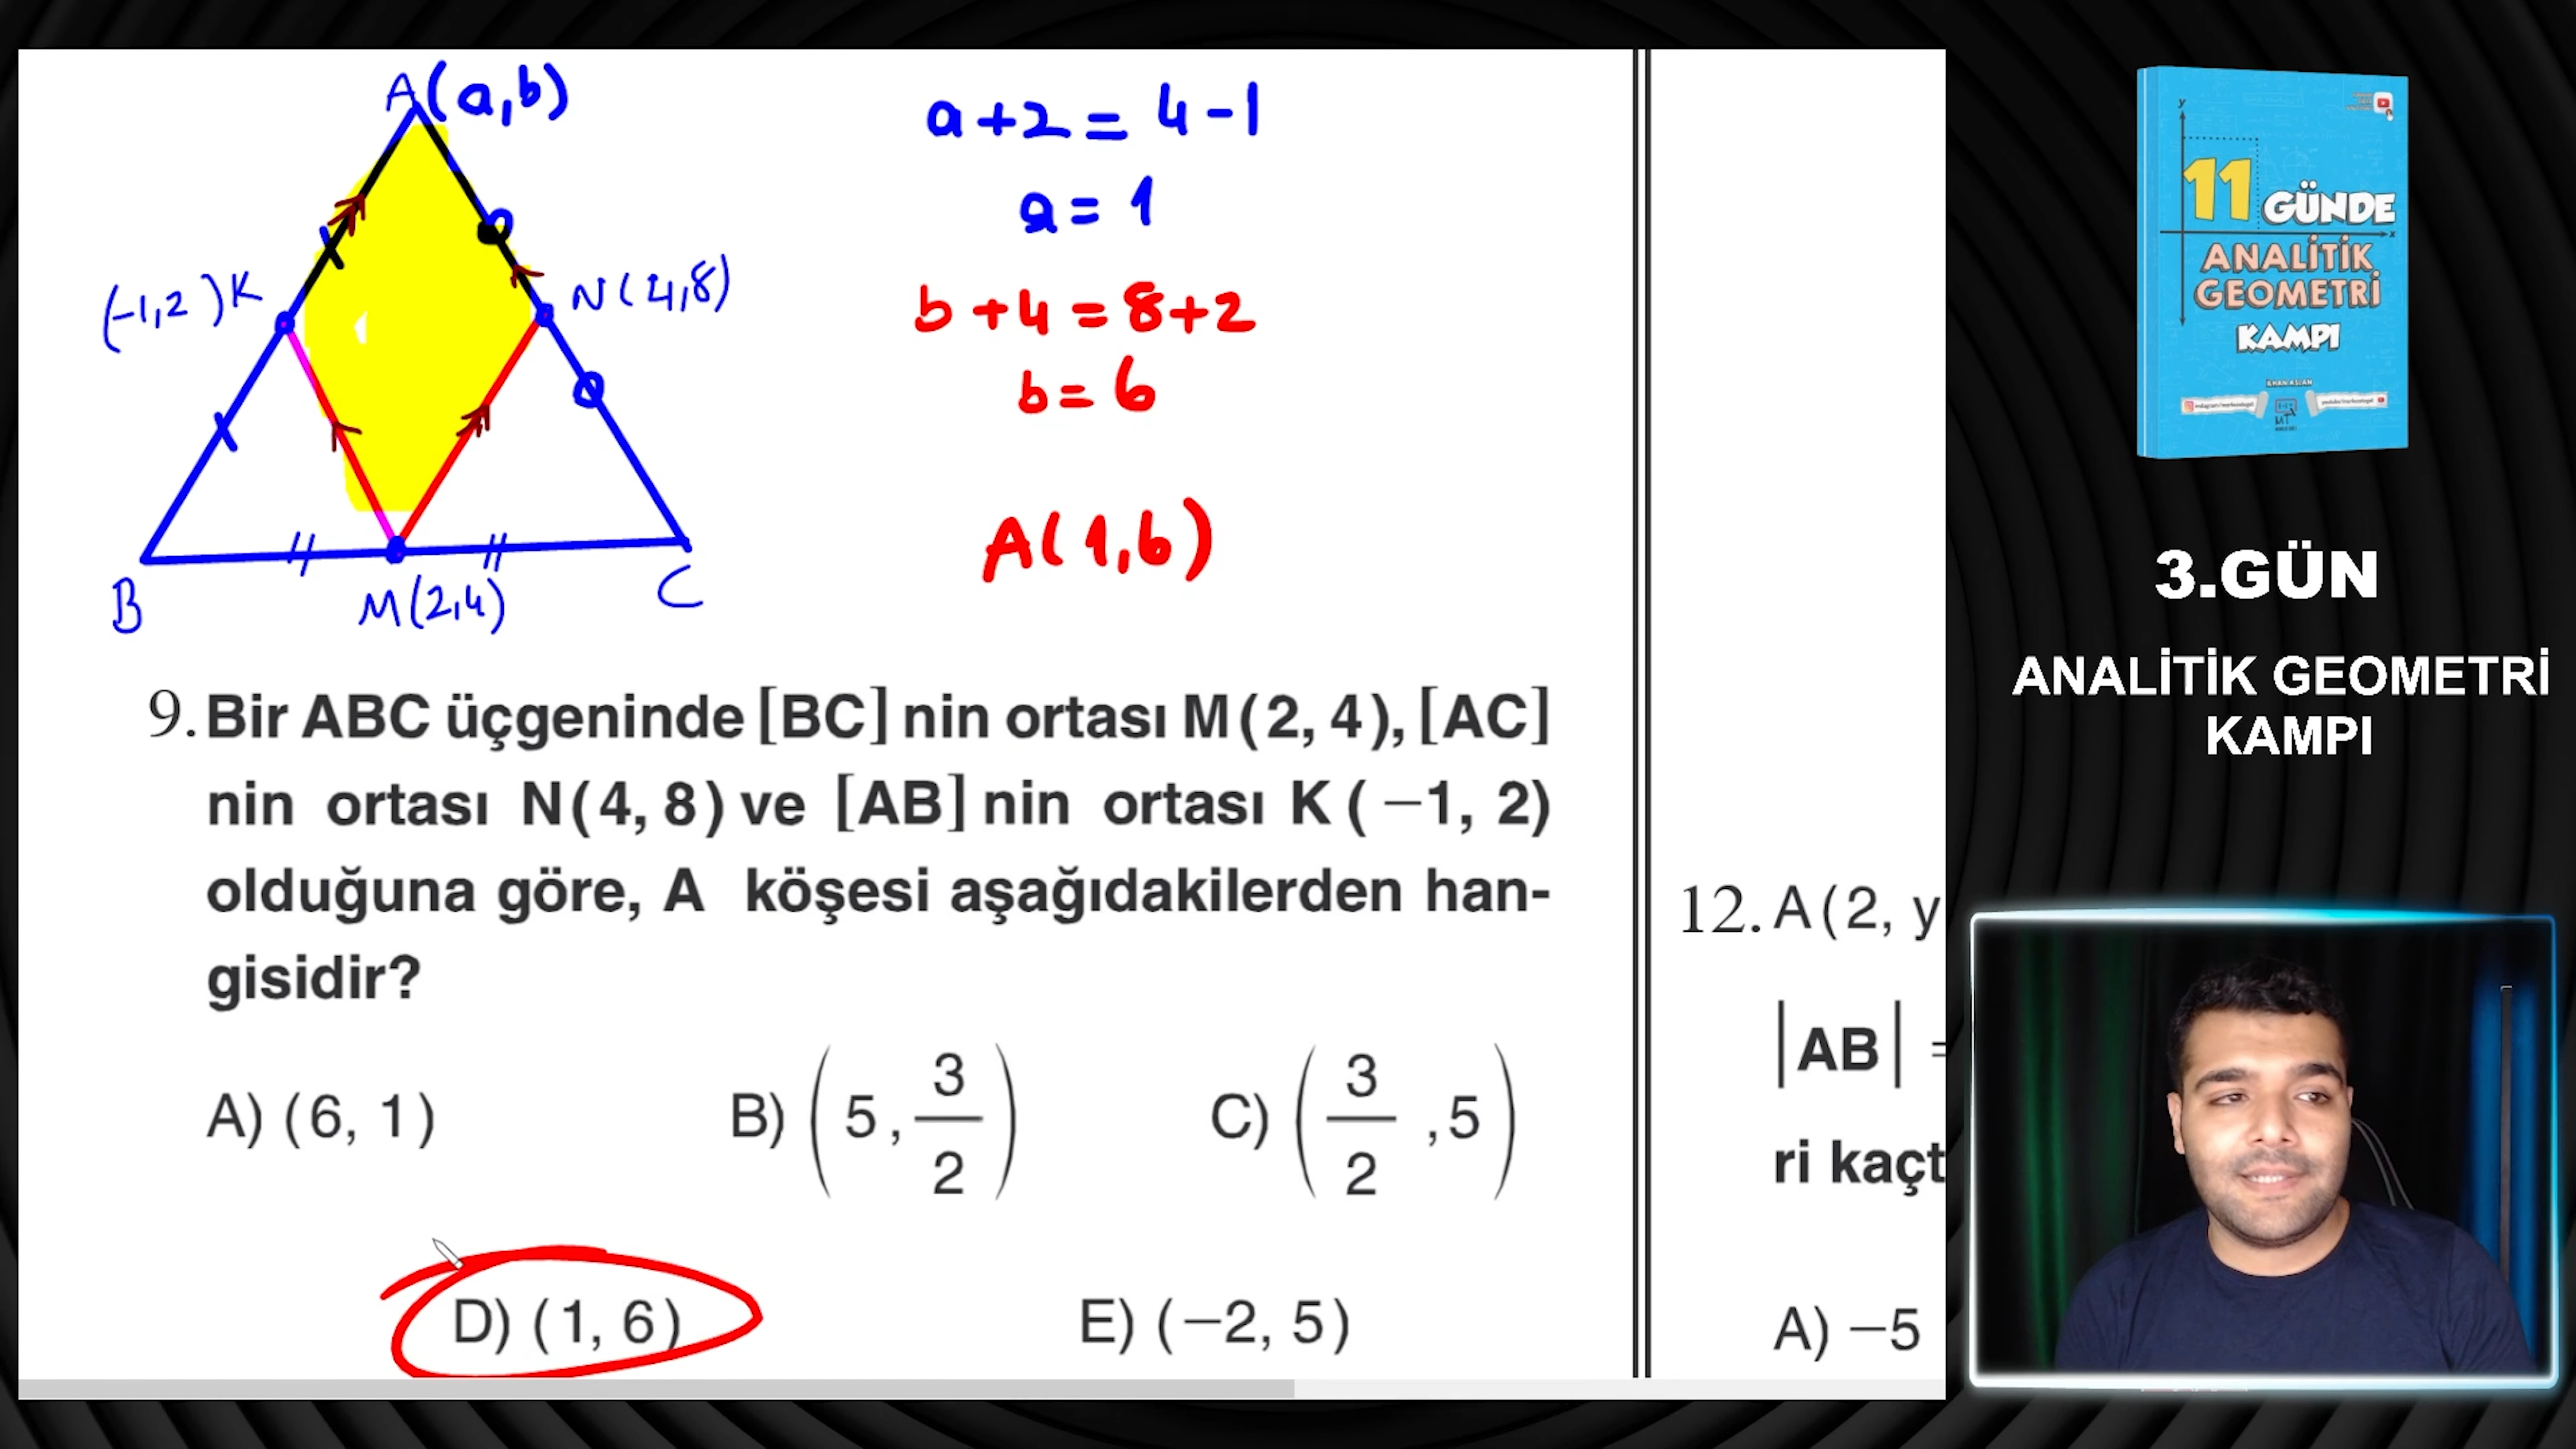 A(a,b)
(-1,2)K
N(4,8)
B
M(2,4)
C
a+2=4-1
a=1
b+4=8+2
b=6
A(1,6)
9. Bir ABC üçgeninde [BC] nin ortası M(2, 4), [AC]
nin ortası N(4, 8) ve [AB] nin ortası K(−1, 2)
olduğuna göre, A köşesi aşağıdakilerden han-
gisidir?
A) (6, 1)
B) (5, 3/2)
C) (3/2, 5)
D) (1, 6)
E) (−2, 5)
12. A(2, y
|AB| =
ri kaçt
A) −5
y
x
11 GÜNDE
ANALİTİK
GEOMETRİ
KAMPI
İLHAN ASLAN
3.GÜN
ANALİTİK GEOMETRİ
KAMPI